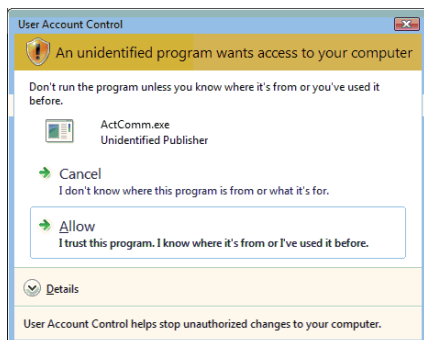 User Account Control
An unidentified program wants access to your computer
Don't run the program unless you know where it's from or you've used it
before.
ActComm.exe
Unidentified Publisher
Cancel
I don't know where this program is from or what it's for.
Allow
I trust this program. I know where it's from or I've used it before.
Details
User Account Control helps stop unauthorized changes to your computer.